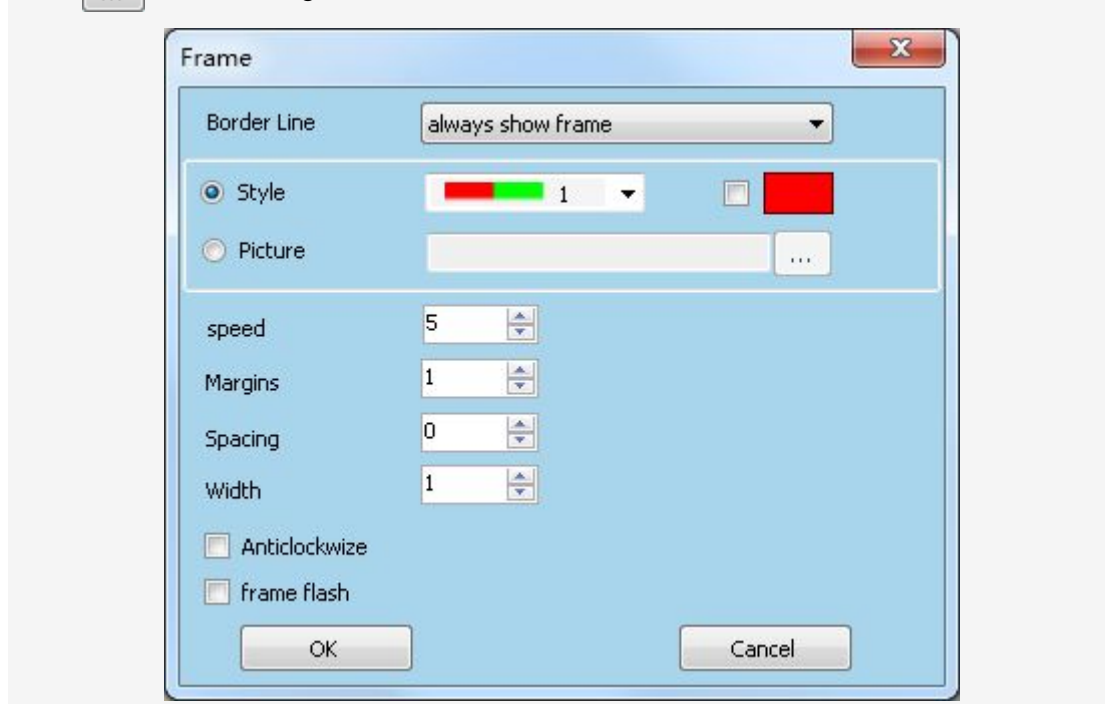 Frame
Border Line always show frame
Style 1
Picture ...
speed 5
Margins 1
Spacing 0
Width 1
Anticlockwize
frame flash
OK Cancel